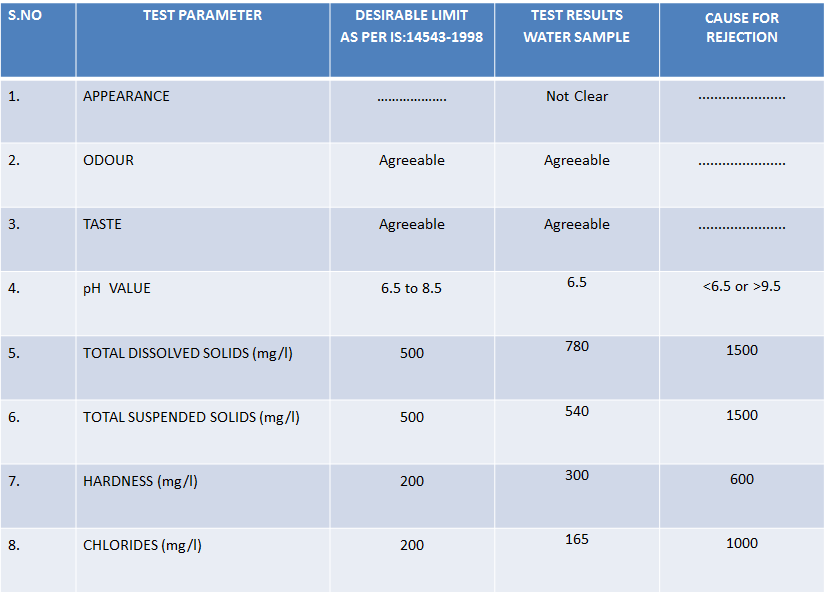 S.NO TEST PARAMETER DESIRABLE LIMIT TEST RESULTS CAUSE FOR
AS PER IS:14543-1998 WATER SAMPLE REJECTION
1. APPEARANCE .................. Not Clear ......................
2. ODOUR Agreeable Agreeable ......................
3. TASTE Agreeable Agreeable ......................
4. pH VALUE 6.5 to 8.5 6.5 <6.5 or >9.5
5. TOTAL DISSOLVED SOLIDS (mg/l) 500 780 1500
6. TOTAL SUSPENDED SOLIDS (mg/l) 500 540 1500
7. HARDNESS (mg/l) 200 300 600
8. CHLORIDES (mg/l) 200 165 1000